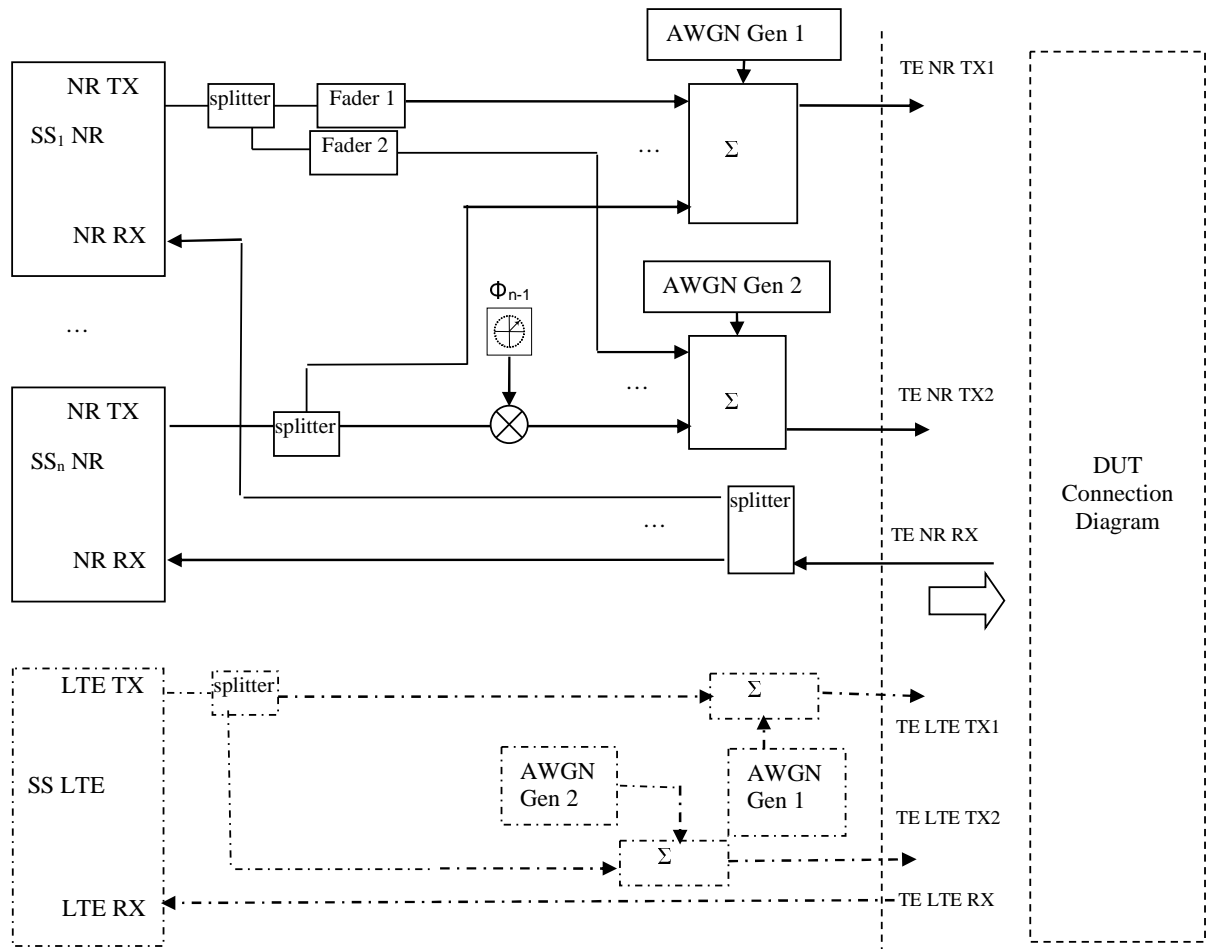 AWGN Gen 1
TE NR TX1
NR TX
splitter
Fader 1
SS₁ NR
Fader 2
...
Σ
NR RX
AWGN Gen 2
Φn-1
...
...
Σ
NR TX
splitter
TE NR TX2
SSn NR
DUT
Connection
Diagram
splitter
...
NR RX
TE NR RX
LTE TX
splitter
Σ
TE LTE TX1
SS LTE
AWGN
Gen 2
AWGN
Gen 1
TE LTE TX2
Σ
LTE RX
TE LTE RX